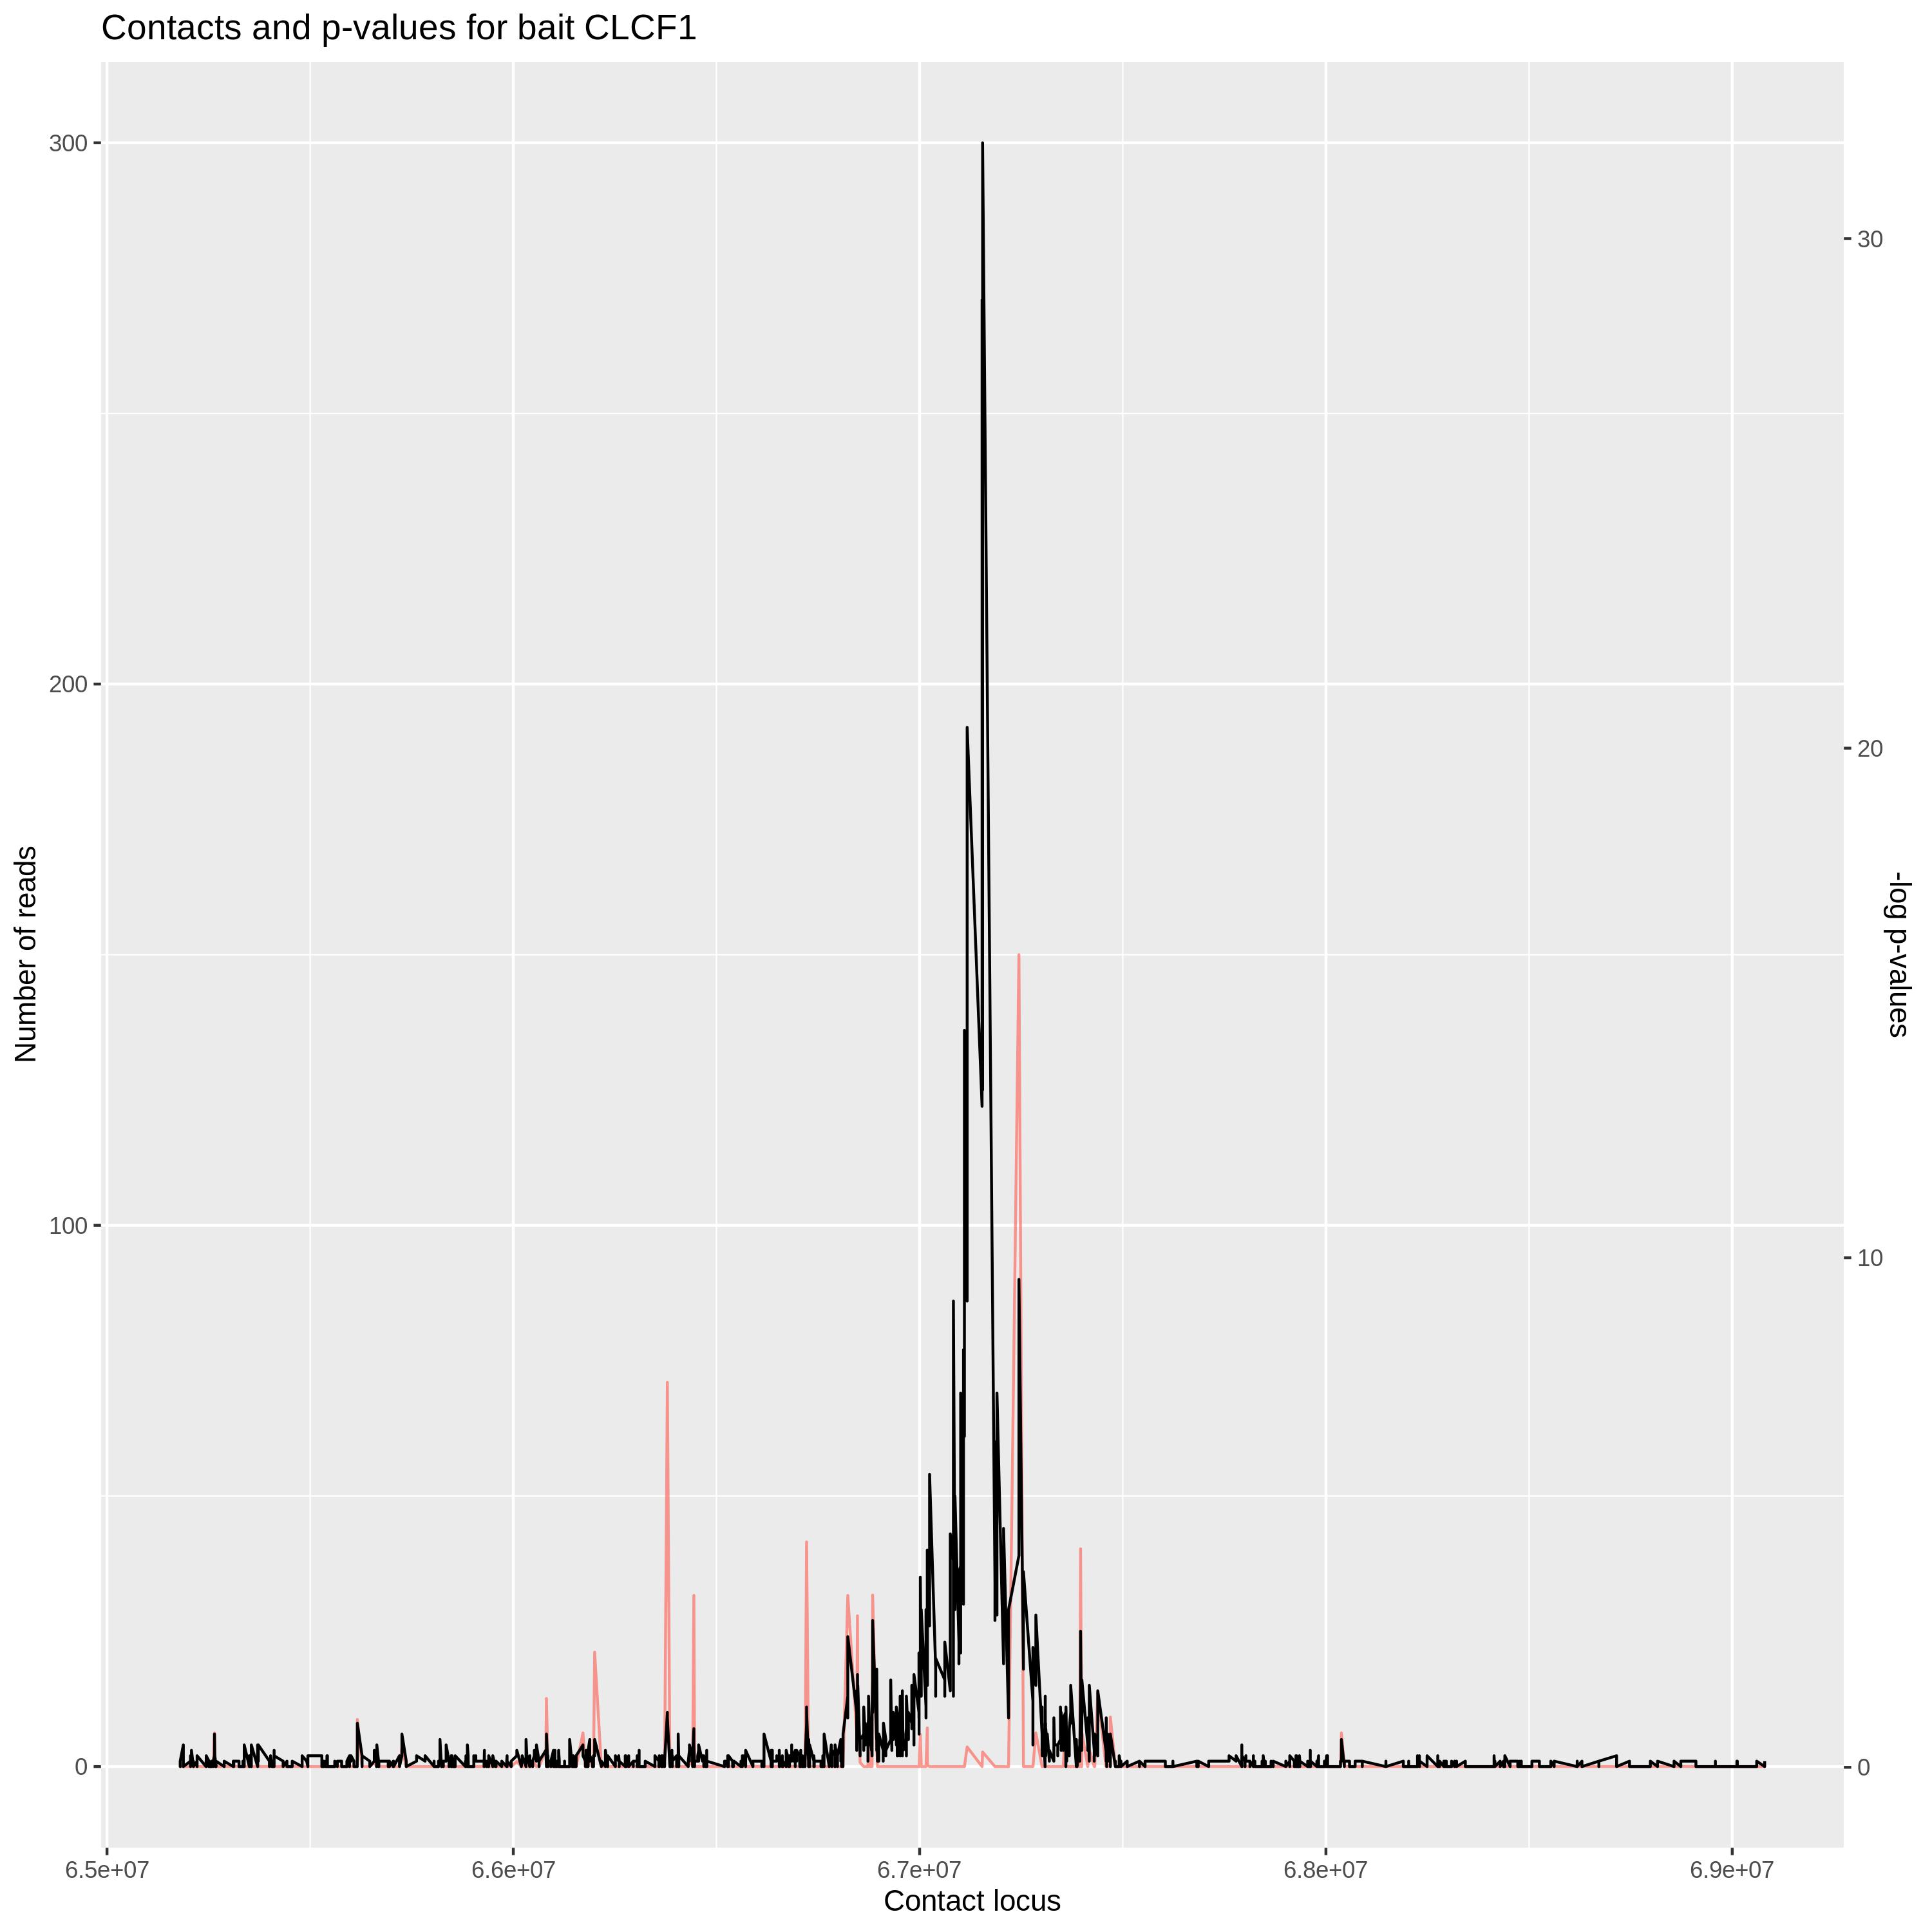 Contacts and p-values for bait CLCF1
300
200
100
0
Number of reads
30
20
10
0
-log p-values
6.5e+07 6.6e+07 6.7e+07 6.8e+07 6.9e+07
Contact locus